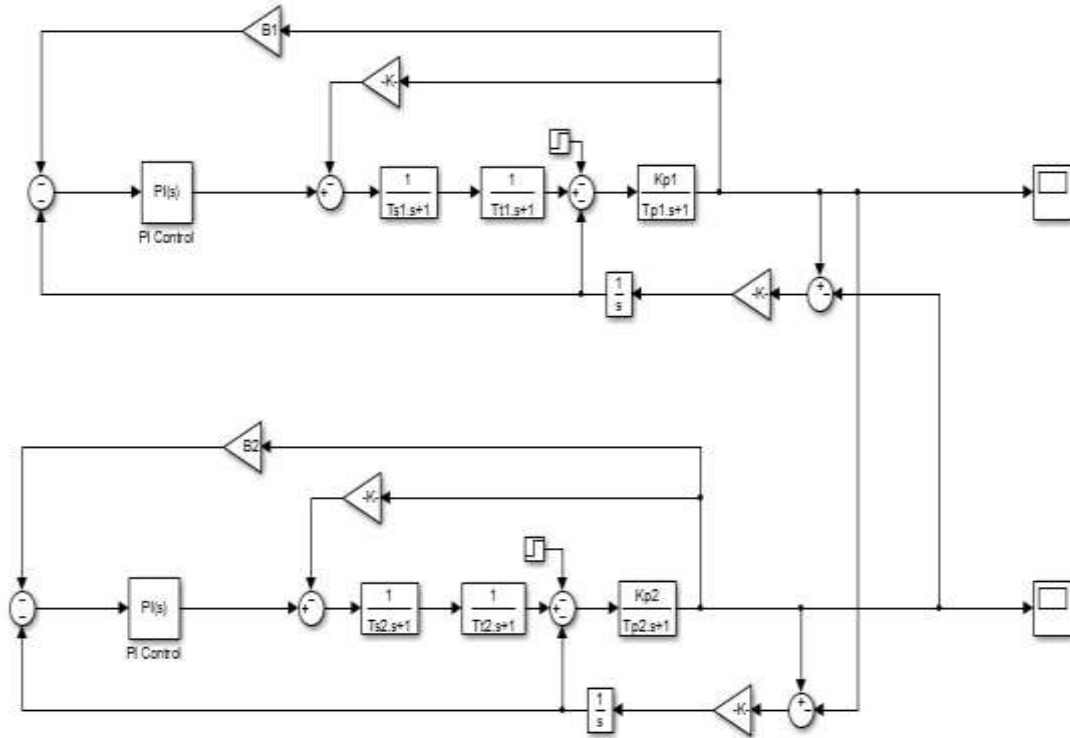 B1
-K-
PI(s)
PI Control
1
Ts1.s+1
1
Tt1.s+1
Kp1
Tp1.s+1
1
s
-K-
B2
-K-
PI(s)
PI Control
1
Ts2.s+1
1
Tt2.s+1
Kp2
Tp2.s+1
1
s
-K-